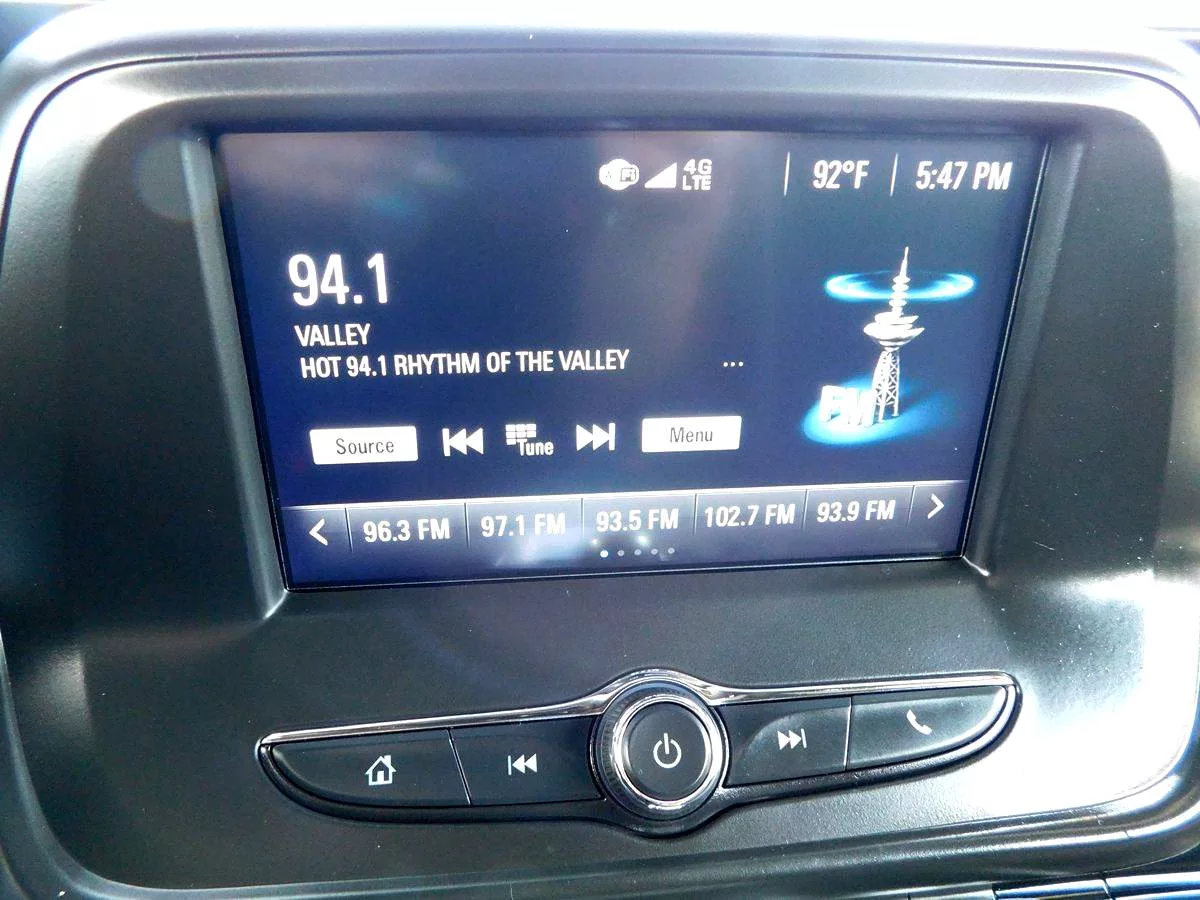 WiFi 4G LTE 92°F 5:47 PM
94.1
VALLEY
HOT 94.1 RHYTHM OF THE VALLEY ...
FM
Source Tune Menu
96.3 FM 97.1 FM 93.5 FM 102.7 FM 93.9 FM